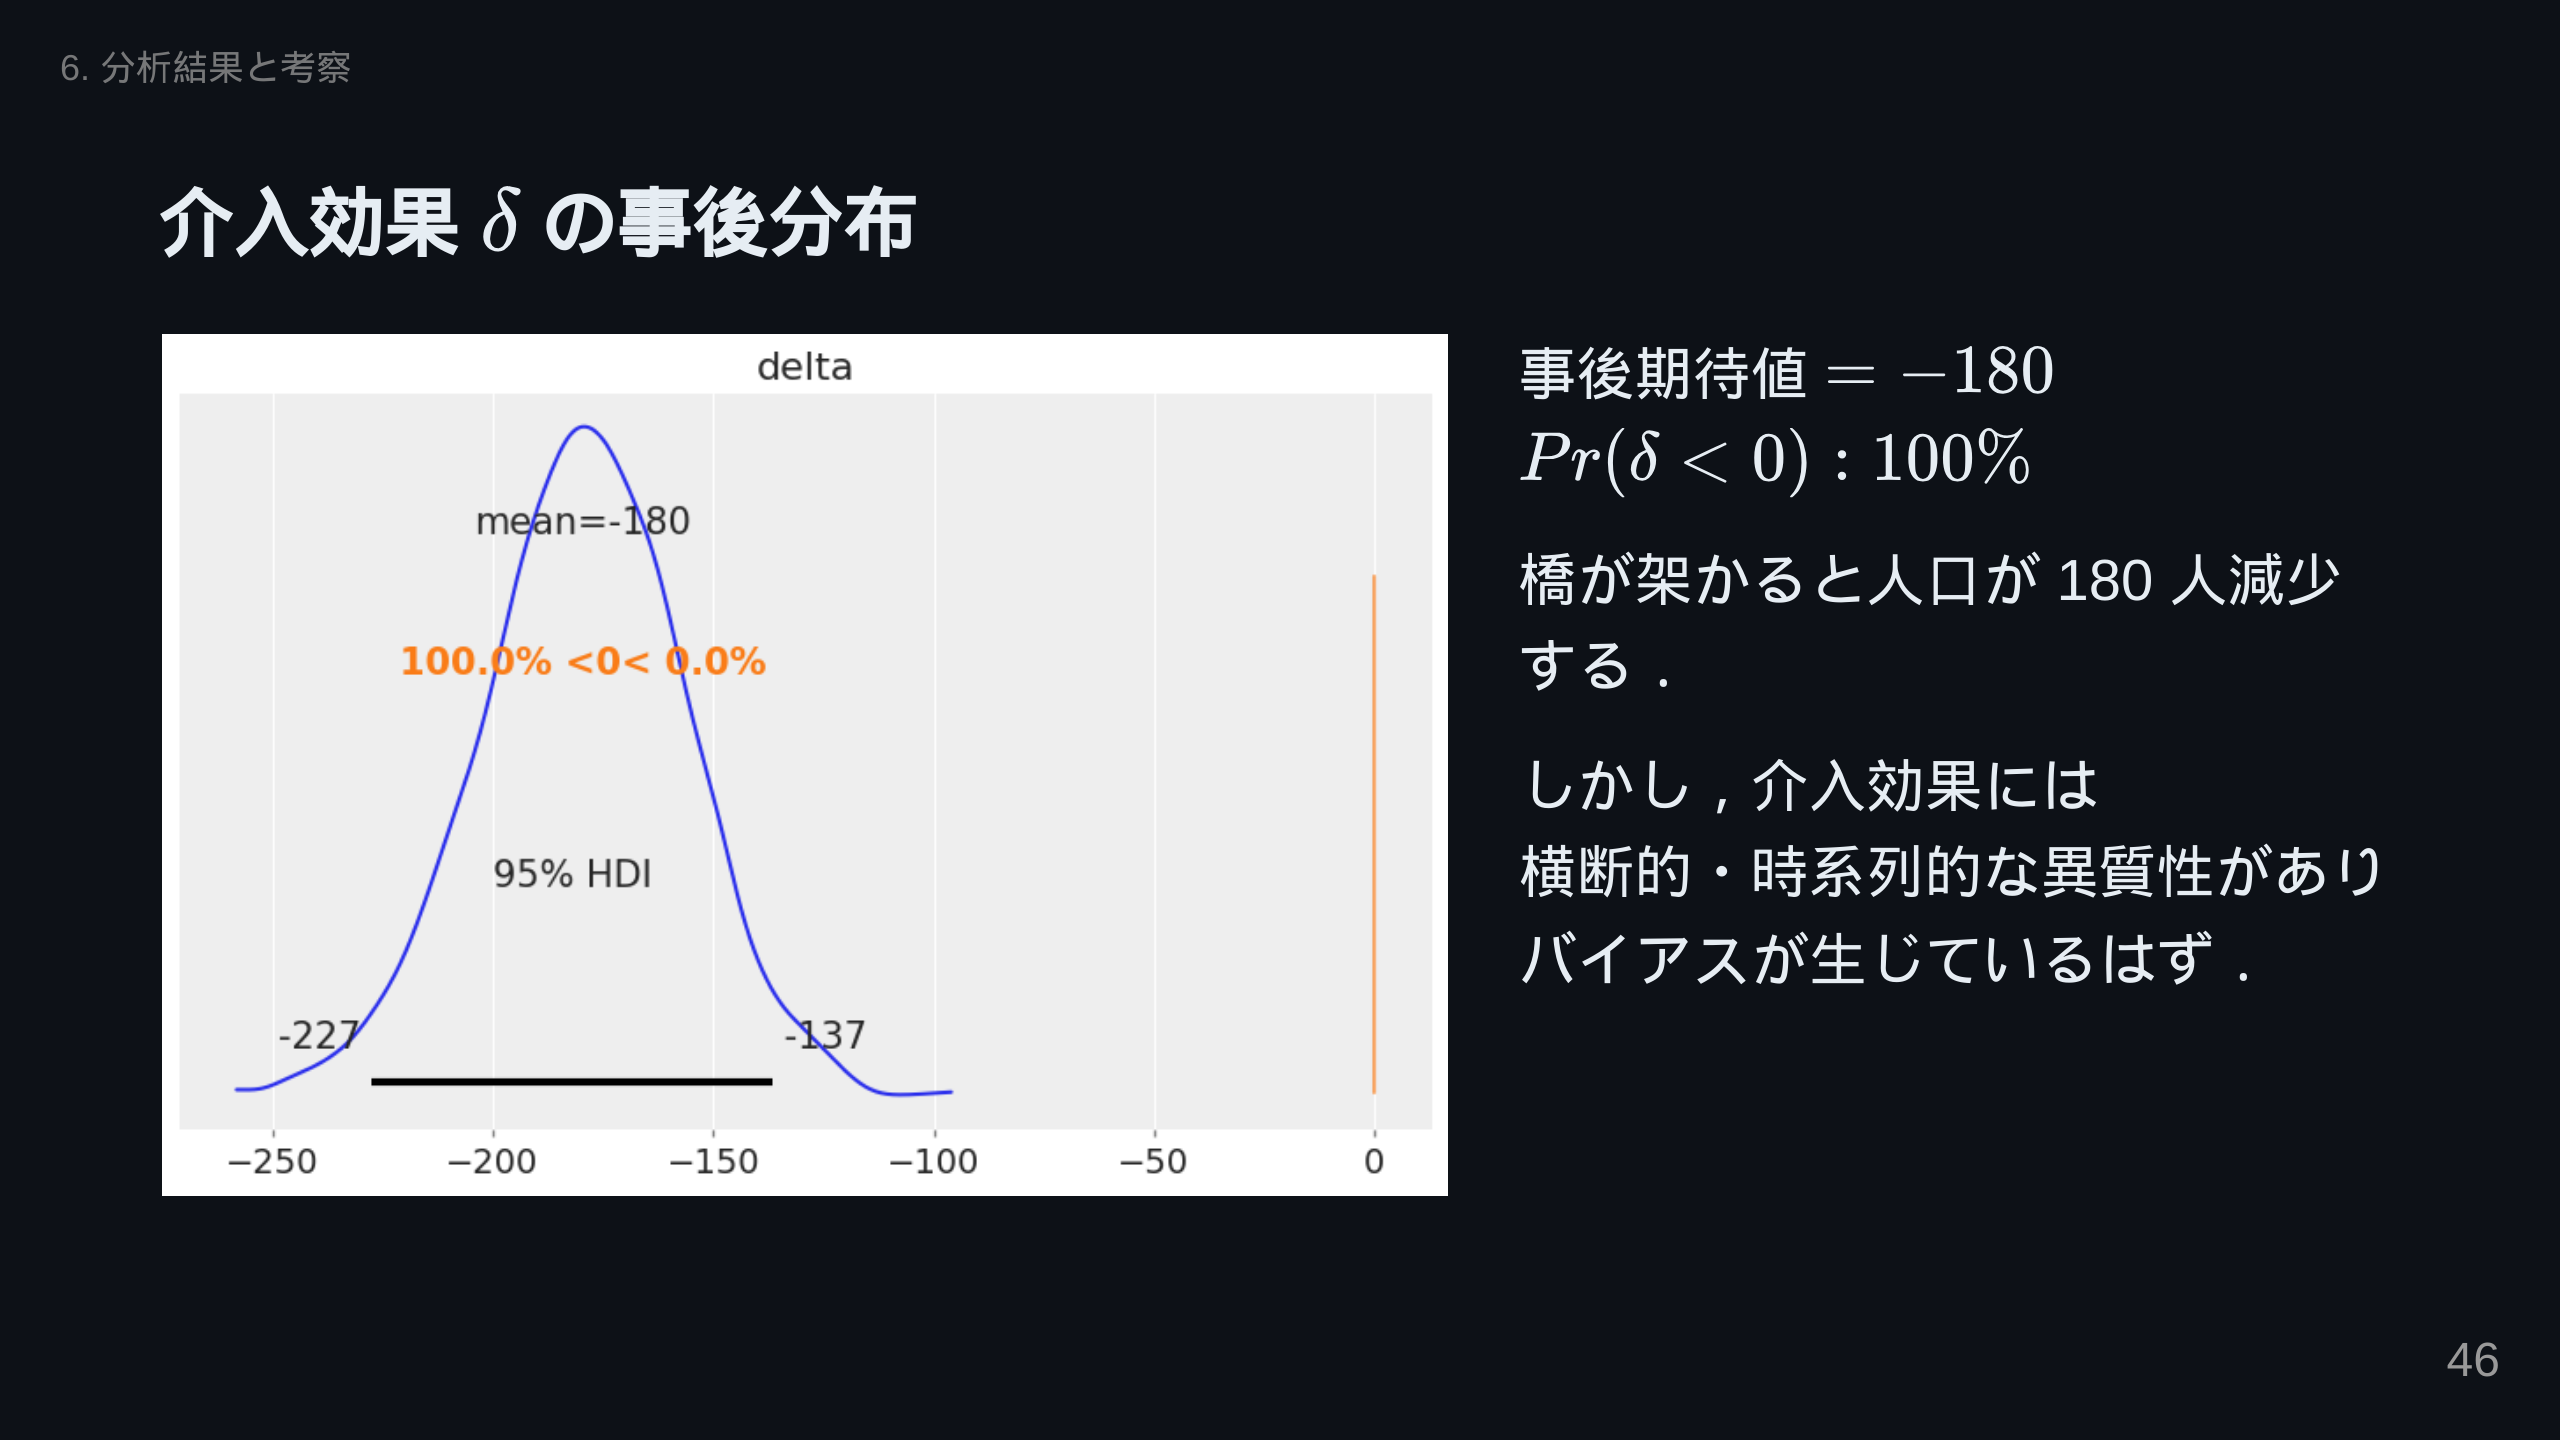 6. 分析結果と考察
介入効果 δ の事後分布
delta
mean=-180
100.0% <0< 0.0%
95% HDI
-227
-137
−250 −200 −150 −100 −50 0
事後期待値 = −180
Pr(δ < 0) : 100%
橋が架かると人口が 180 人減少
する．
しかし，介入効果には
横断的・時系列的な異質性があり
バイアスが生じているはず．
46